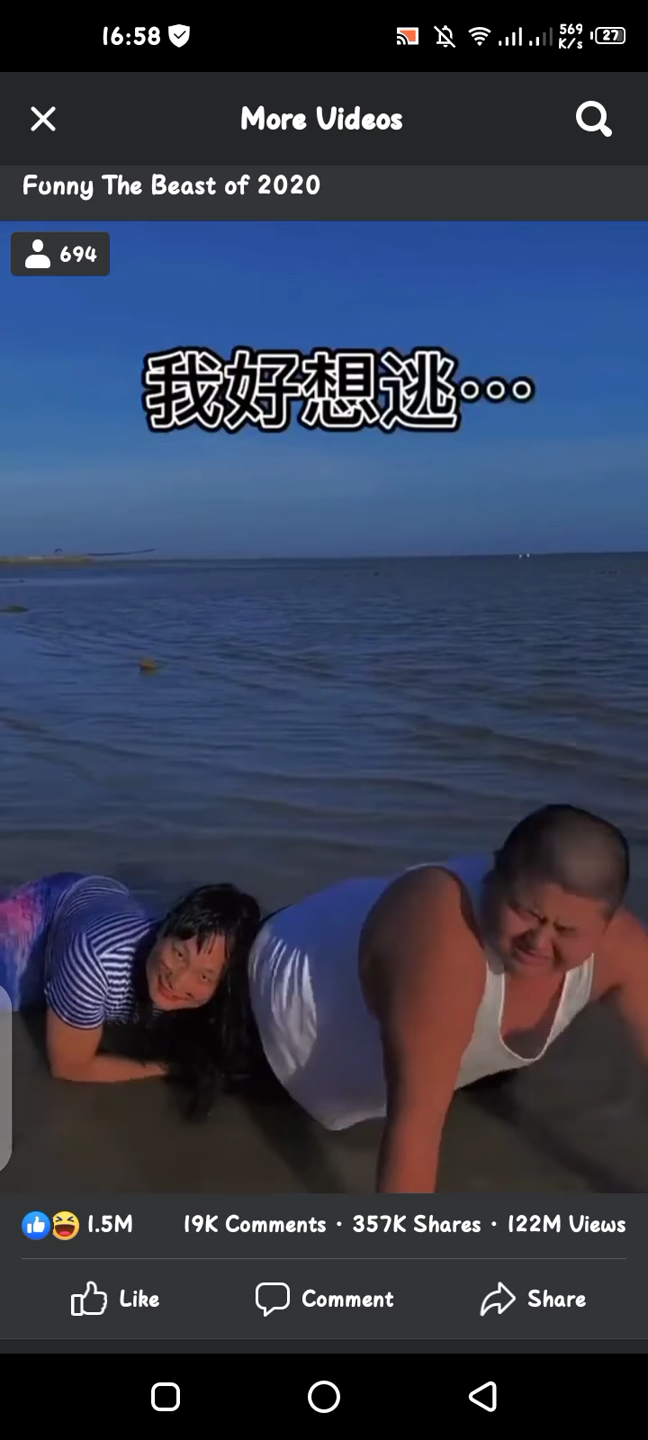 16:58
569
K/s
27
More Videos
Funny The Beast of 2020
694
我好想逃…
1.5M 19K Comments · 357K Shares · 122M Views
Like Comment Share